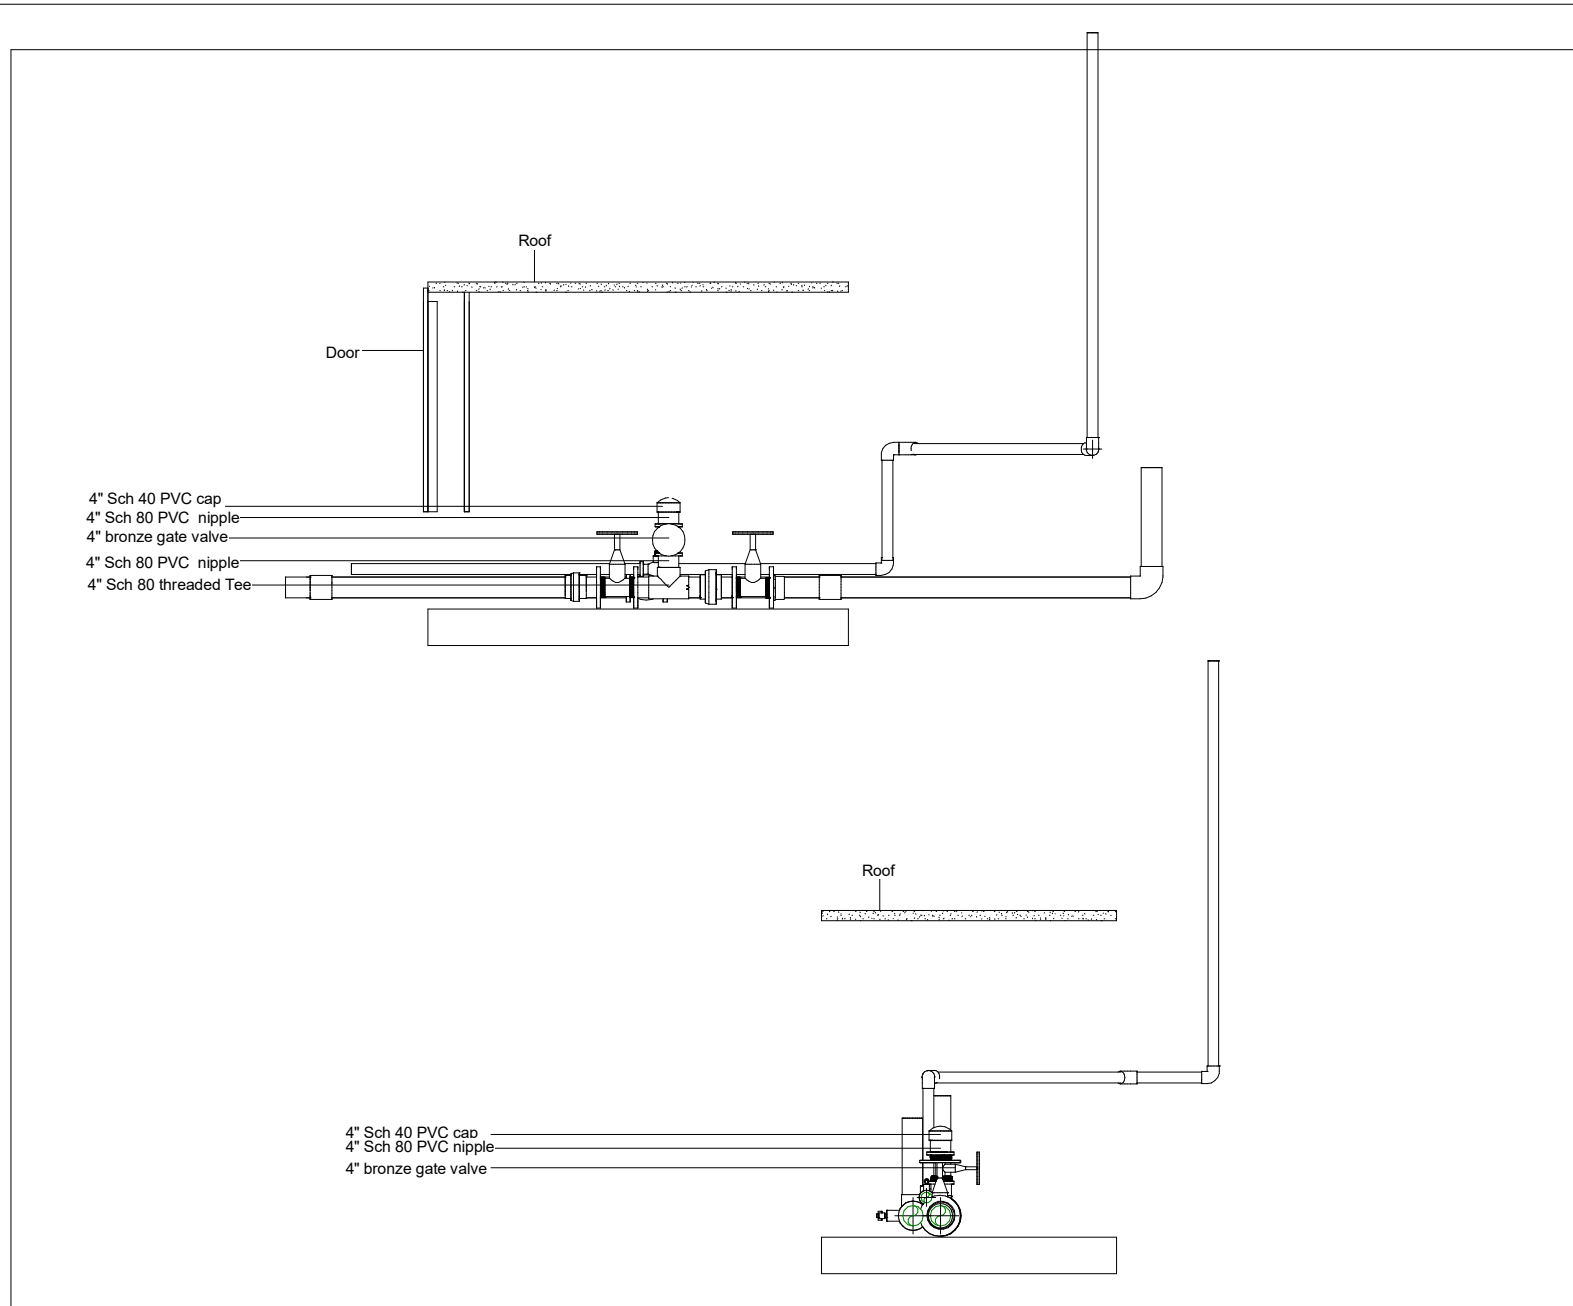 Roof
Door
4" Sch 40 PVC cap
4" Sch 80 PVC nipple
4" bronze gate valve
4" Sch 80 PVC nipple
4" Sch 80 threaded Tee
Roof
4" Sch 40 PVC cap
4" Sch 80 PVC nipple
4" bronze gate valve